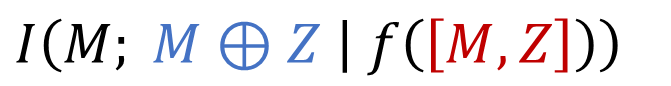 I(M; M ⊕ Z | f([M, Z]))